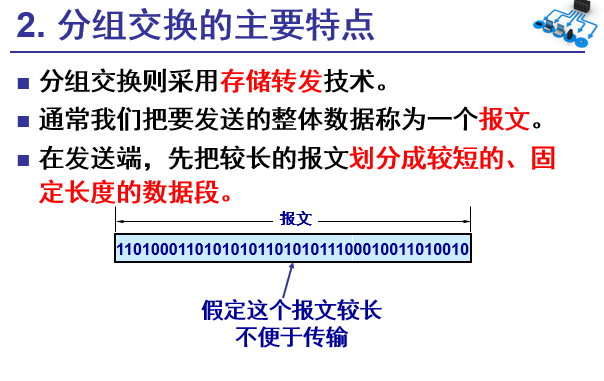 2. 分组交换的主要特点
分组交换则采用存储转发技术。
通常我们把要发送的整体数据称为一个报文。
在发送端，先把较长的报文划分成较短的、固
定长度的数据段。
报文
1101000110101010110101011100010011010010
假定这个报文较长
不便于传输